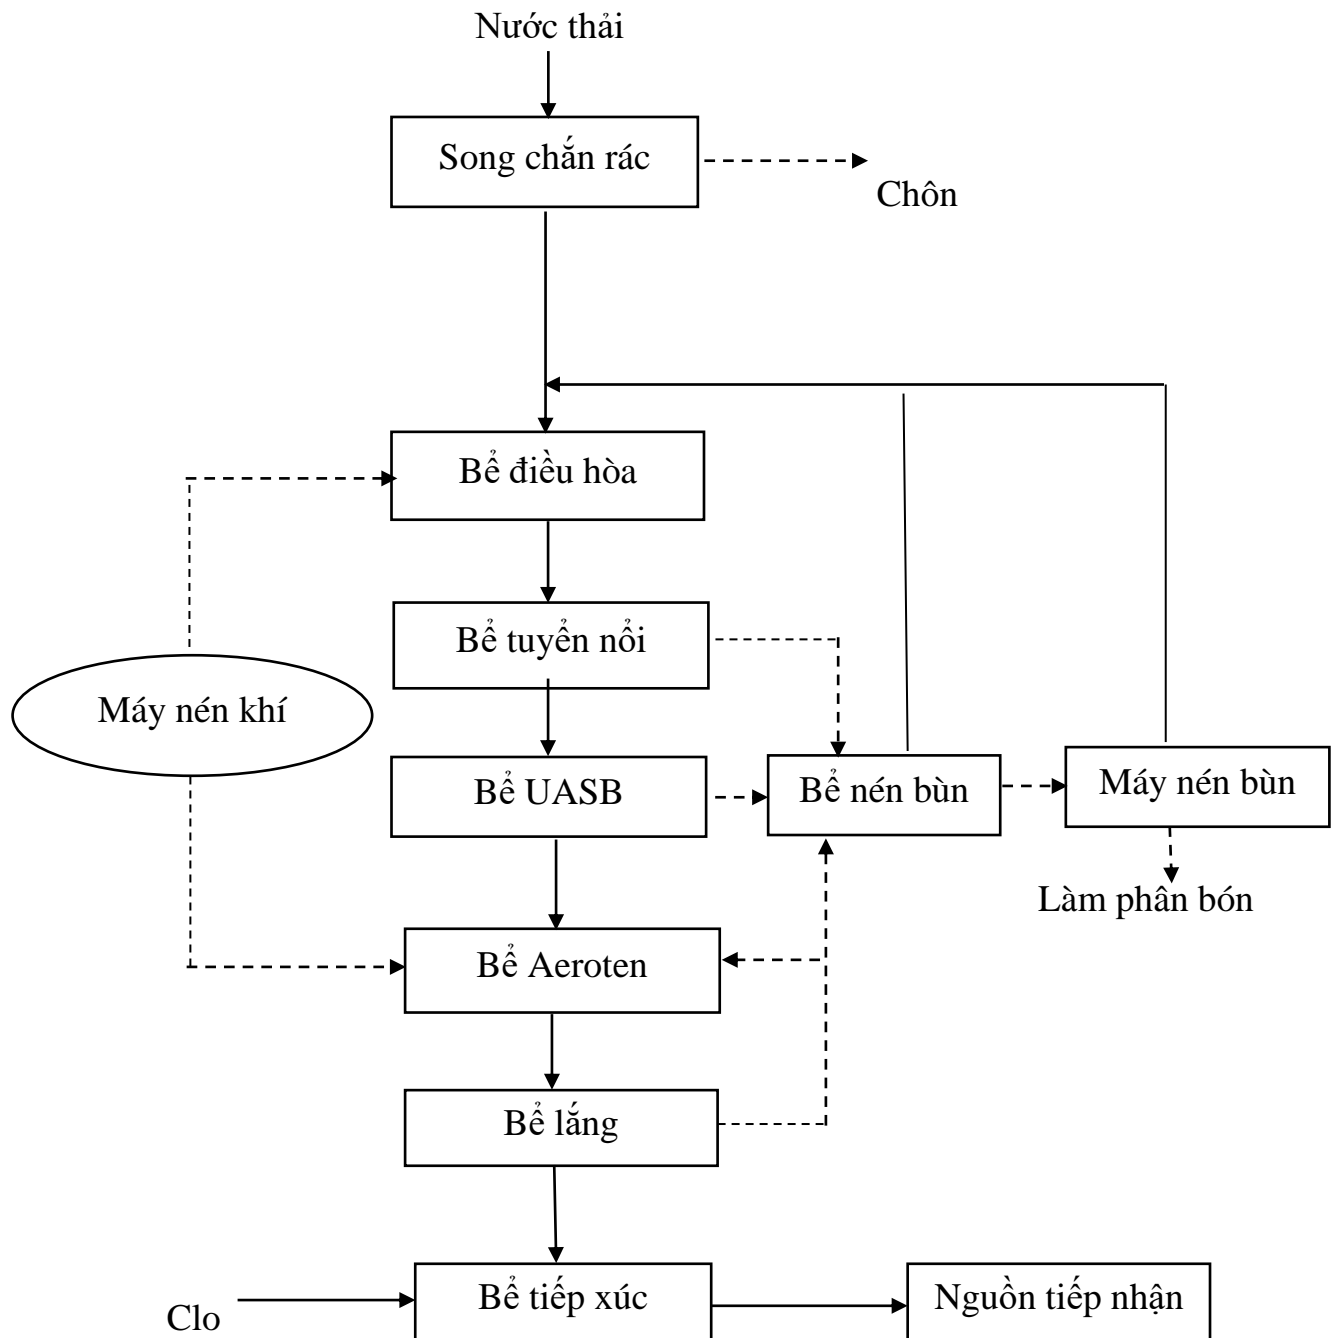 Nước thải
Song chắn rác
Chôn
Bể điều hòa
Bể tuyển nổi
Máy nén khí
Bể UASB
Bể nén bùn
Máy nén bùn
Làm phân bón
Bể Aeroten
Bể lắng
Bể tiếp xúc
Nguồn tiếp nhận
Clo